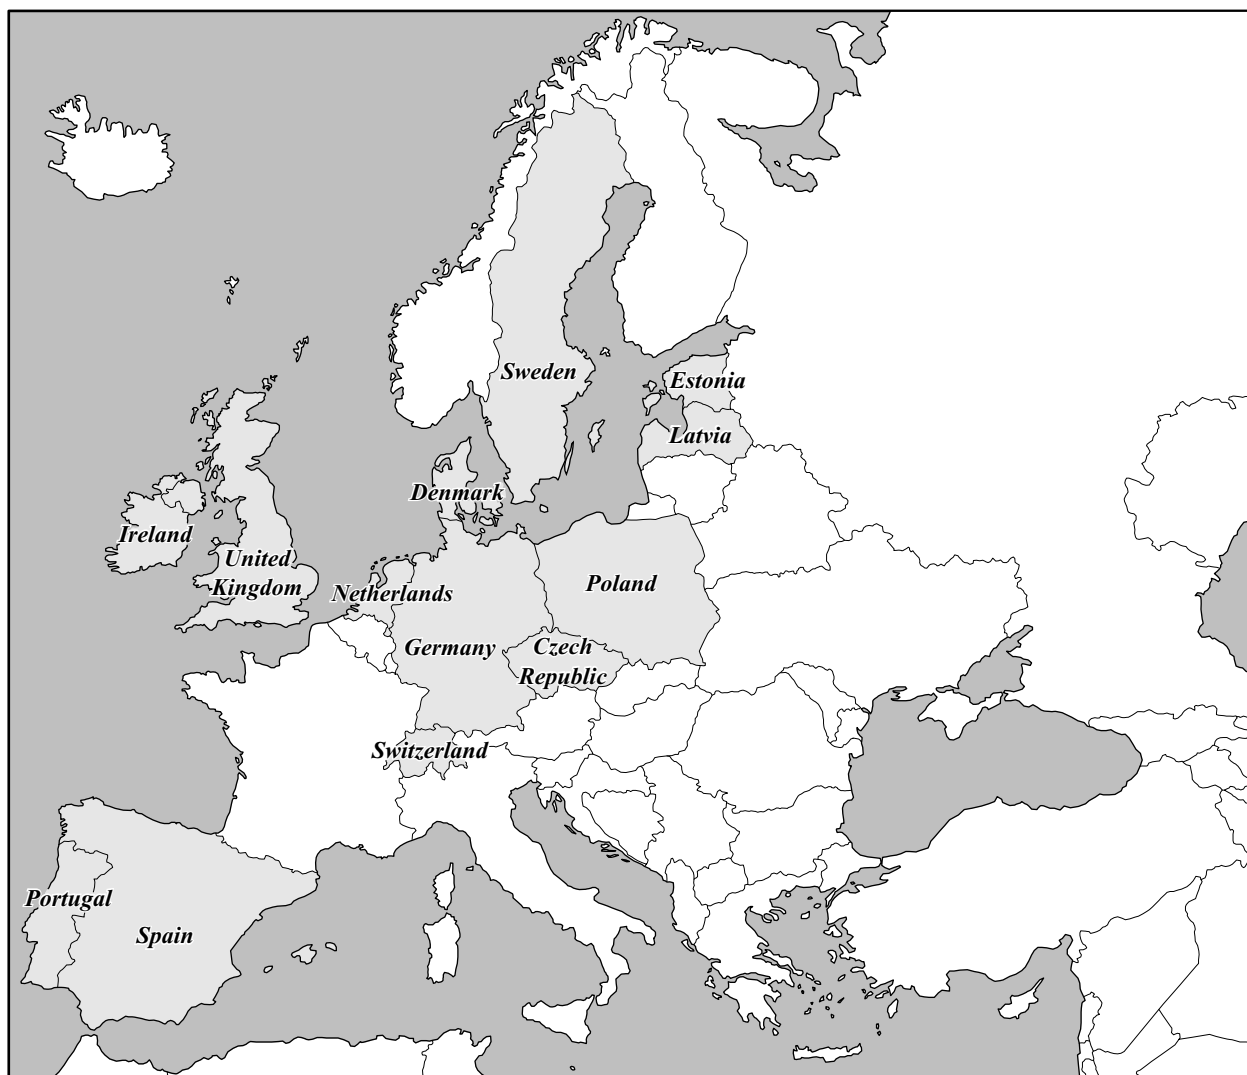 Sweden
Estonia
Latvia
Denmark
Ireland
United
Kingdom
Netherlands
Poland
Germany
Czech
Republic
Switzerland
Portugal
Spain